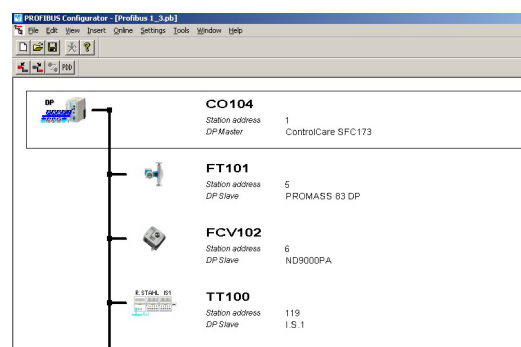 PROFIBUS Configurator - [Profibus 1_3.pb]
File Edit View Insert Online Settings Tools Window Help
PDD
DP
CO104
Station address 1
DP Master ControlCare SFC173
FT101
Station address 5
DP Slave PROMASS 83 DP
FCV102
Station address 6
DP Slave ND9000PA
R. STAHL IS1
TT100
Station address 119
DP Slave I.S.1